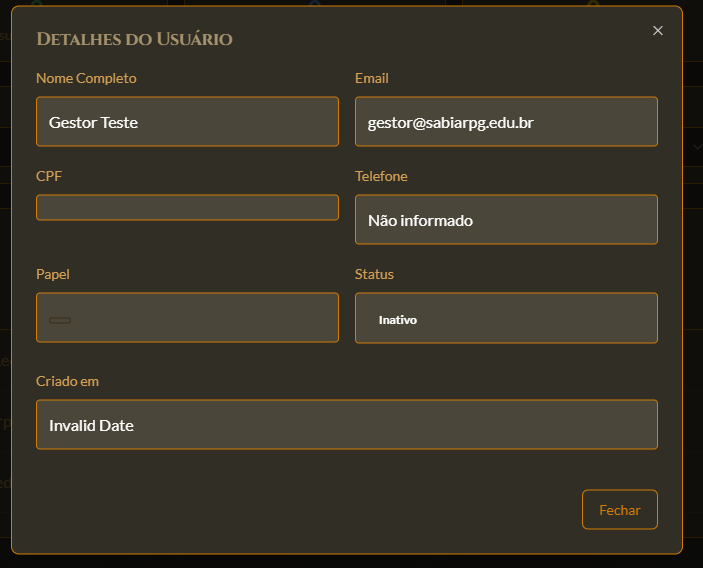 Detalhes do Usuário
Nome Completo
Email
Gestor Teste
gestor@sabiarpg.edu.br
CPF
Telefone
Não informado
Papel
Status
Inativo
Criado em
Invalid Date
Fechar